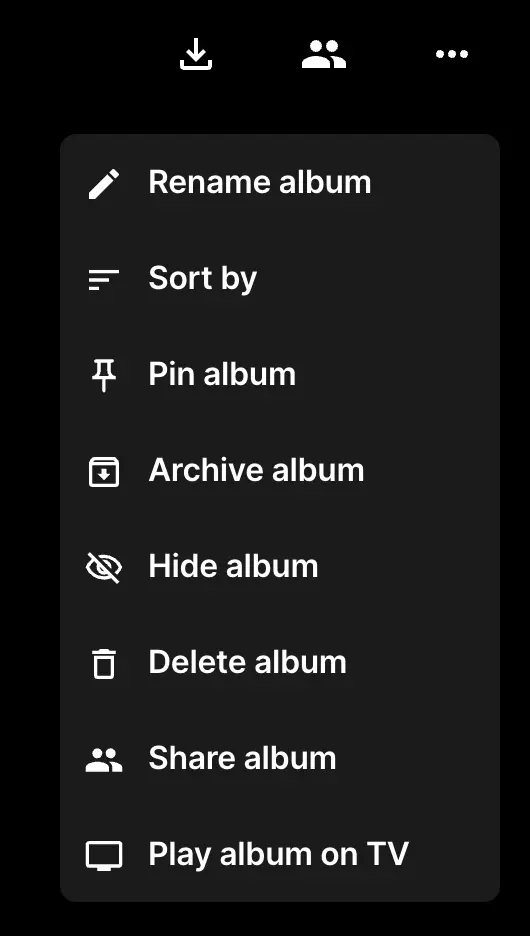 Rename album
Sort by
Pin album
Archive album
Hide album
Delete album
Share album
Play album on TV